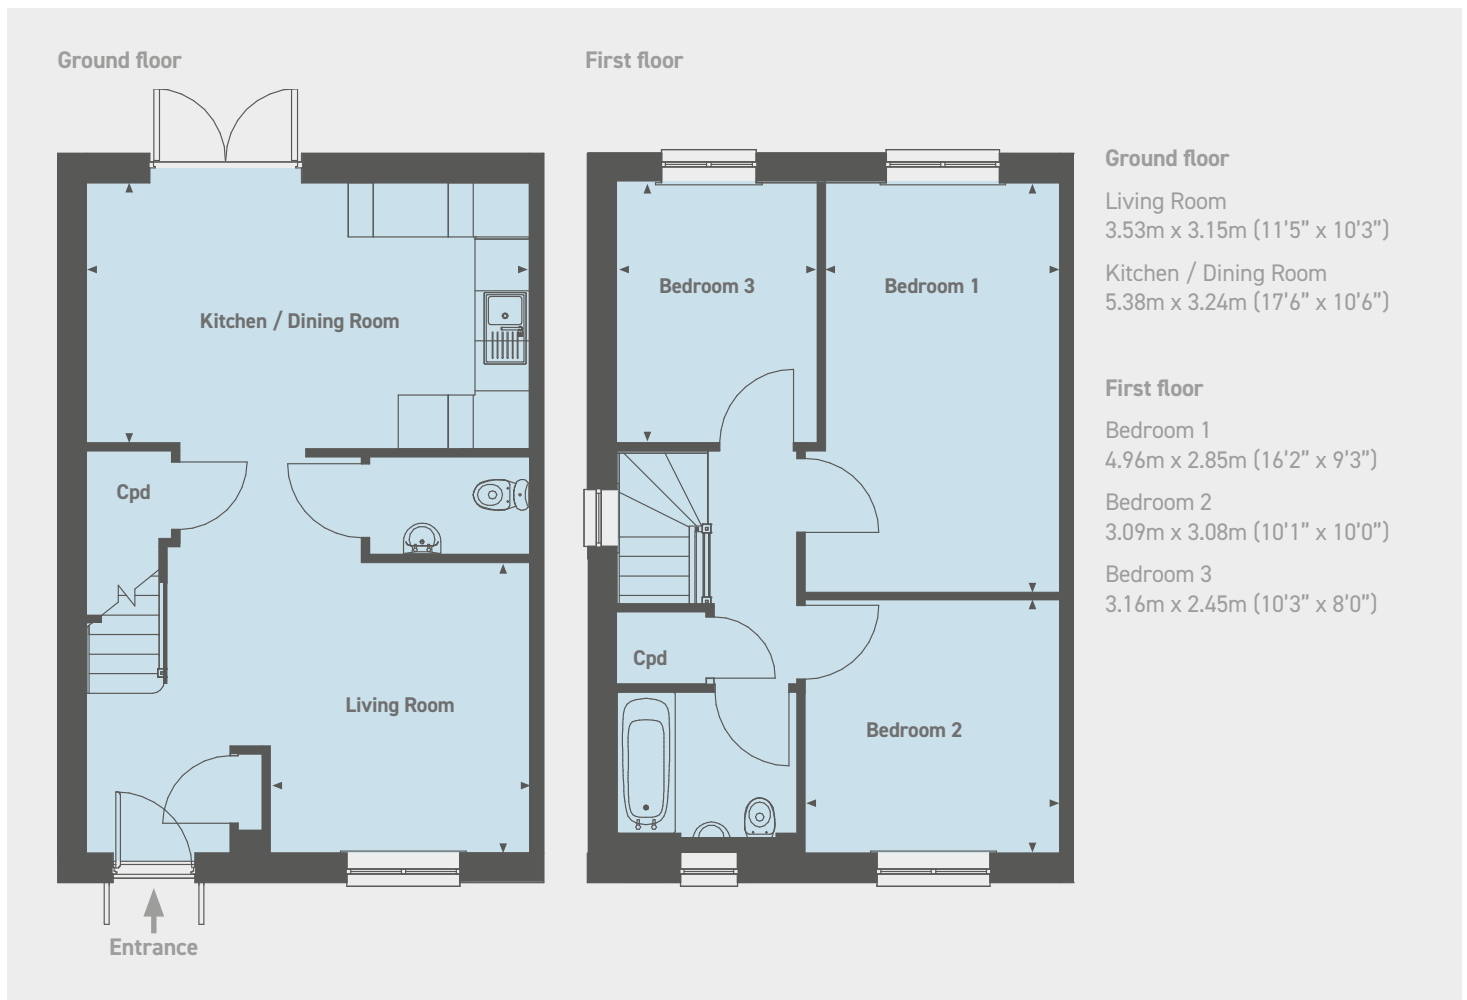 Ground floor
Kitchen / Dining Room
Cpd
Living Room
Entrance
First floor
Bedroom 3
Bedroom 1
Cpd
Bedroom 2
Ground floor
Living Room
3.53m x 3.15m (11’5” x 10’3”)
Kitchen / Dining Room
5.38m x 3.24m (17’6” x 10’6”)
First floor
Bedroom 1
4.96m x 2.85m (16’2” x 9’3”)
Bedroom 2
3.09m x 3.08m (10’1” x 10’0”)
Bedroom 3
3.16m x 2.45m (10’3” x 8’0”)